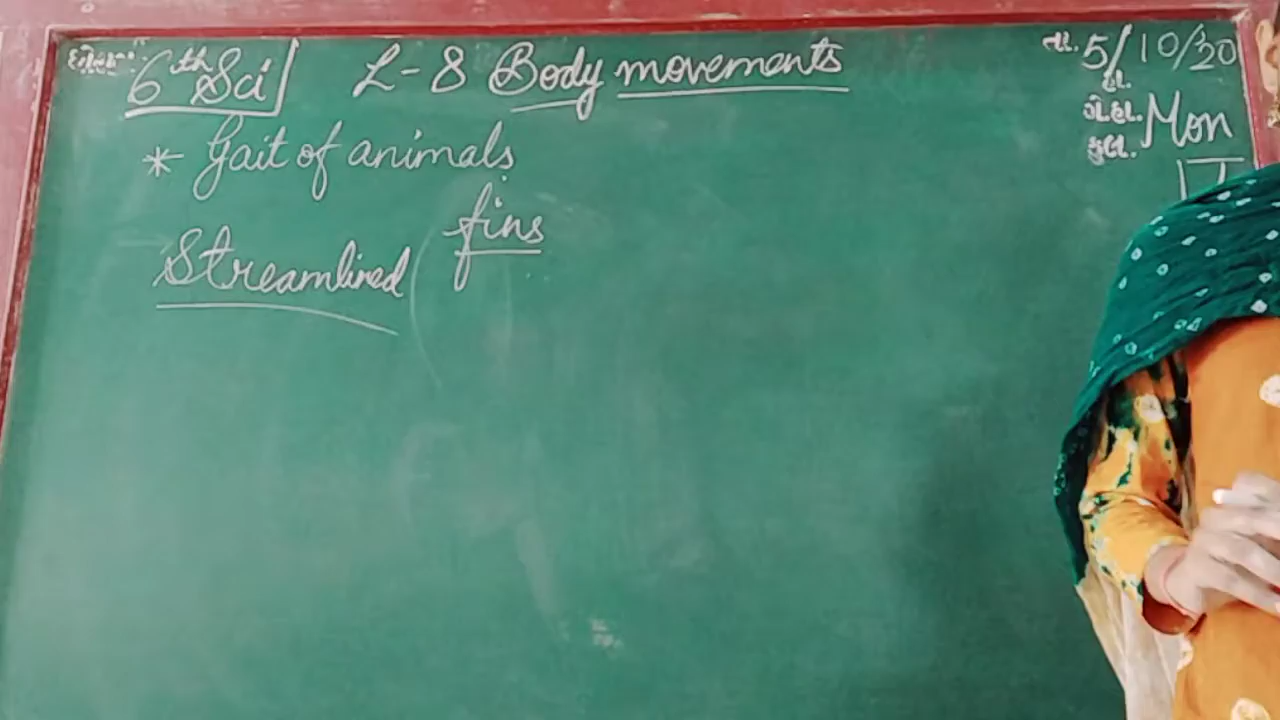 6th Sci L-8 Body movements તા. 5/10/20
Mon
* Gait of animals
fins
Streamlined